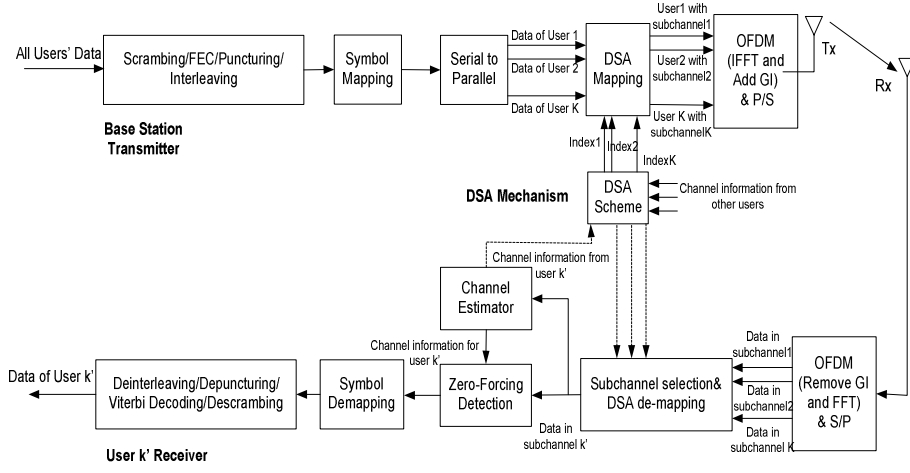 All Users' Data
Scrambing/FEC/Puncturing/
Interleaving
Symbol
Mapping
Serial to
Parallel
Data of User 1
Data of User 2
Data of User K
DSA
Mapping
User1 with
subchannel1
User2 with
subchannel2
User K with
subchannelK
OFDM
(IFFT and
Add GI)
& P/S
Tx
Rx
Base Station
Transmitter
Index1
Index2
IndexK
DSA Mechanism
DSA
Scheme
Channel information from
other users
Channel information from
user k'
Channel
Estimator
Channel information for
user k'
Data of User k'
Deinterleaving/Depuncturing/
Viterbi Decoding/Descrambing
Symbol
Demapping
Zero-Forcing
Detection
Data in
subchannel k'
Subchannel selection&
DSA de-mapping
Data in
subchannel1
Data in
subchannel2
Data in
subchannel K
OFDM
(Remove GI
and FFT)
& S/P
User k' Receiver